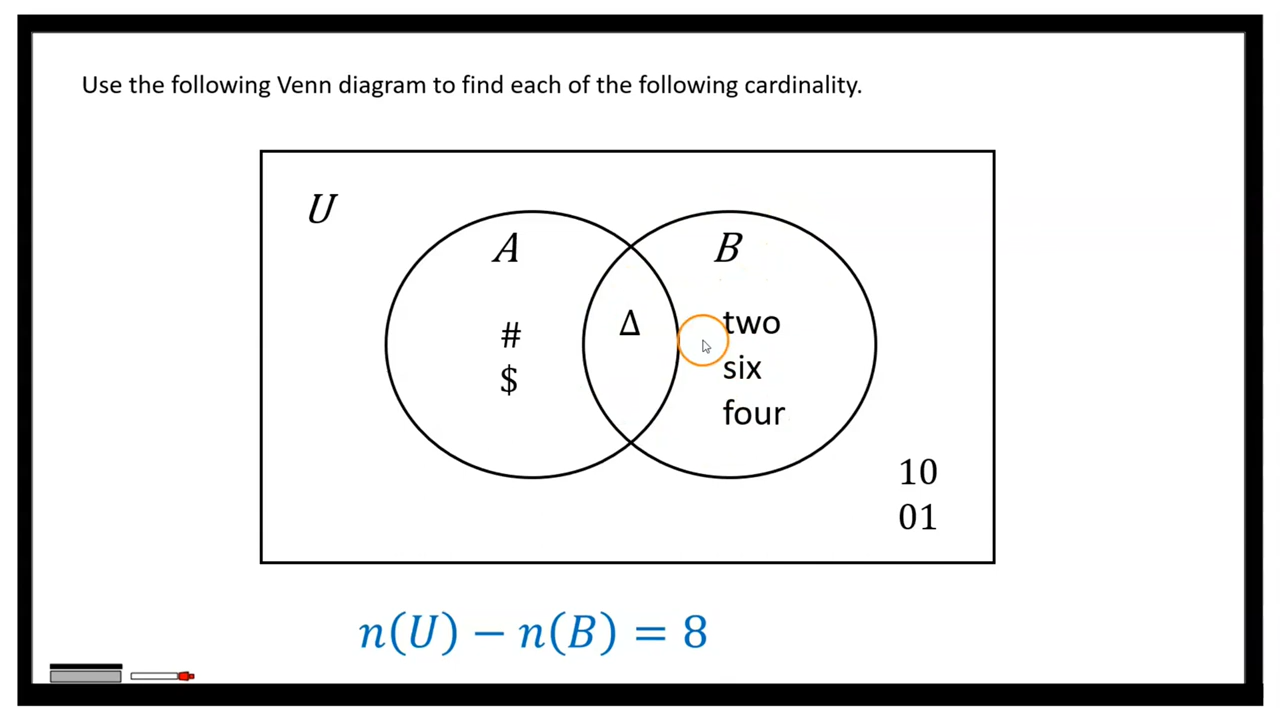 Use the following Venn diagram to find each of the following cardinality.
U
A
B
#
$
Δ
two
six
four
10
01
n(U) − n(B) = 8